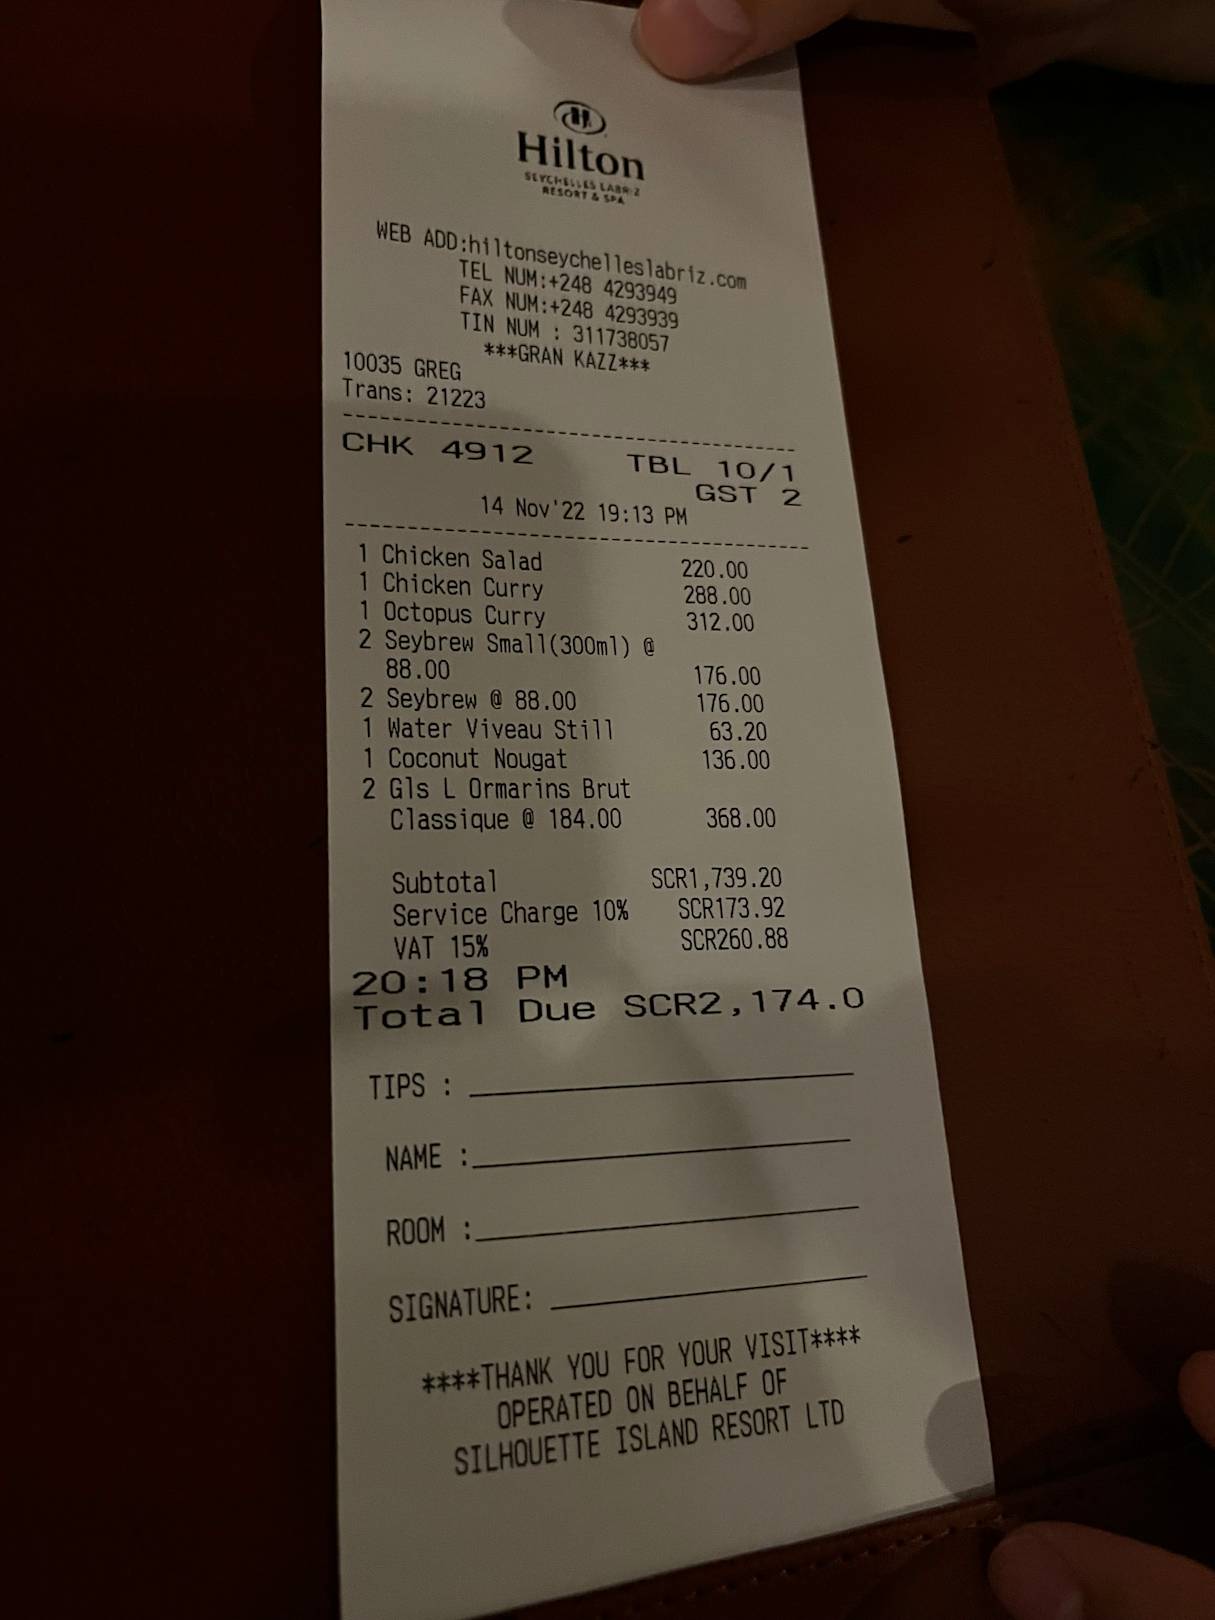 Hilton
SEYCHELLES LABRIZ
RESORT & SPA
WEB ADD:hiltonseychelleslabriz.com
TEL NUM:+248 4293949
FAX NUM:+248 4293939
TIN NUM : 311738057
***GRAN KAZZ***
10035 GREG
Trans: 21223
CHK 4912 TBL 10/1
GST 2
14 Nov'22 19:13 PM
1 Chicken Salad 220.00
1 Chicken Curry 288.00
1 Octopus Curry 312.00
2 Seybrew Small(300ml) @
88.00 176.00
2 Seybrew @ 88.00 176.00
1 Water Viveau Still 63.20
1 Coconut Nougat 136.00
2 Gls L Ormarins Brut
Classique @ 184.00 368.00
Subtotal SCR1,739.20
Service Charge 10% SCR173.92
VAT 15% SCR260.88
20:18 PM
Total Due SCR2,174.0
TIPS :
NAME :
ROOM :
SIGNATURE:
****THANK YOU FOR YOUR VISIT****
OPERATED ON BEHALF OF
SILHOUETTE ISLAND RESORT LTD